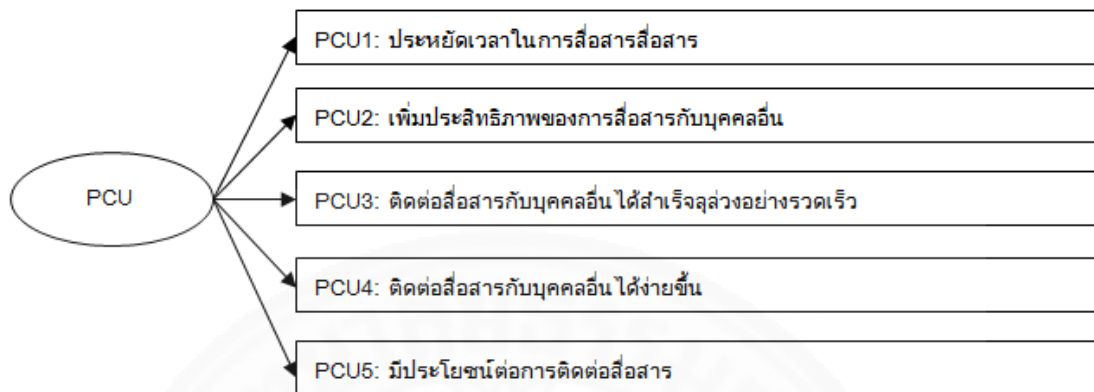 PCU1: ประหยัดเวลาในการสื่อสารสื่อสาร
PCU2: เพิ่มประสิทธิภาพของการสื่อสารกับบุคคลอื่น
PCU
PCU3: ติดต่อสื่อสารกับบุคคลอื่นได้สำเร็จลุล่วงอย่างรวดเร็ว
PCU4: ติดต่อสื่อสารกับบุคคลอื่นได้ง่ายขึ้น
PCU5: มีประโยชน์ต่อการติดต่อสื่อสาร